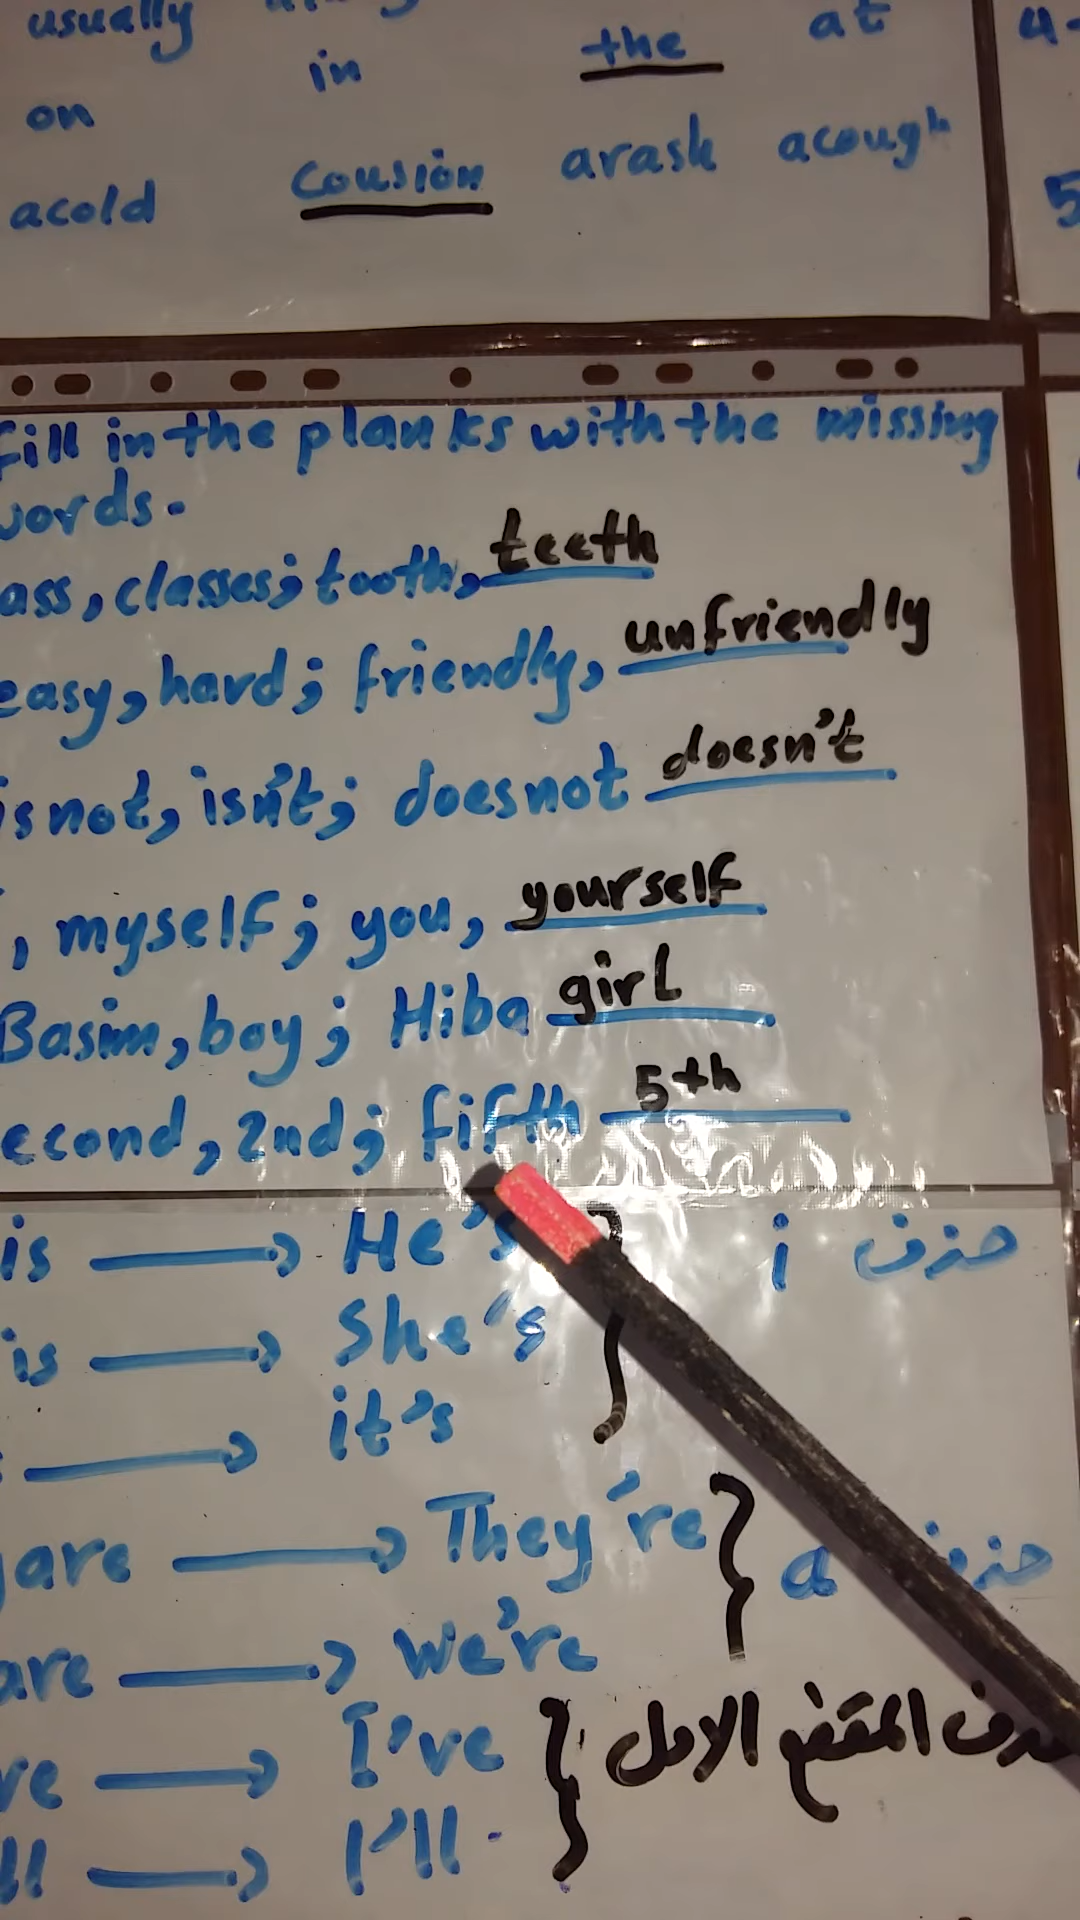 usually
in the at
on
acold cousion arash acough
4-
5
fill in the planks with the missing
words.
ass, classes; tooth, teeth
easy, hard; friendly, unfriendly
is not, isn't; doesnot doesn't
, myself; you, yourself
Basim, boy; Hiba girl
econd, 2nd; fifth 5th
is → He's } i حذف
is → She's
→ it's
are → They're } a حذف
are → We're
ve → I've } حذف المقطع الاول
ll → I'll.